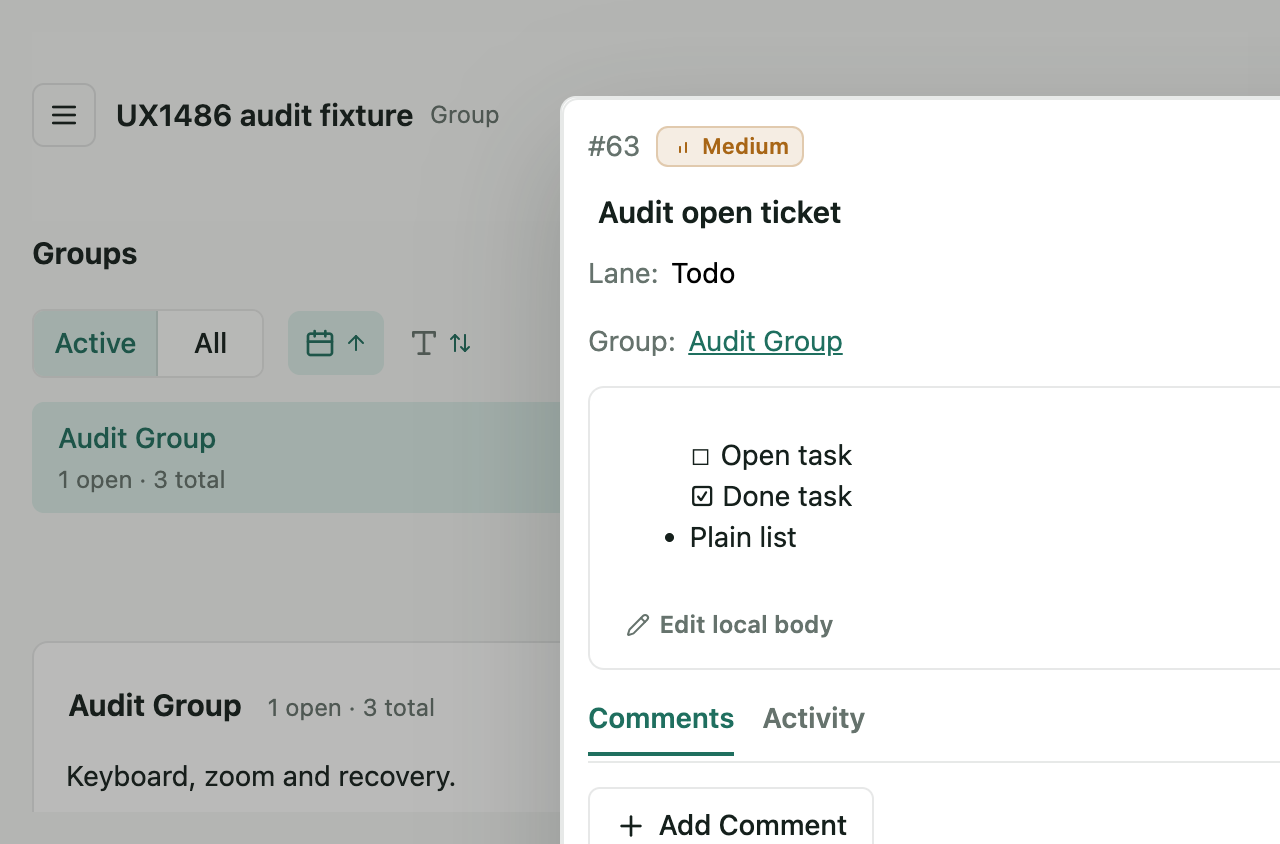 UX1486 audit fixture Group
Groups
Active All
Audit Group
1 open · 3 total
Audit Group 1 open · 3 total
Keyboard, zoom and recovery.
#63 Medium
Audit open ticket
Lane: Todo
Group: Audit Group
☐ Open task
☑ Done task
• Plain list
Edit local body
Comments Activity
+ Add Comment